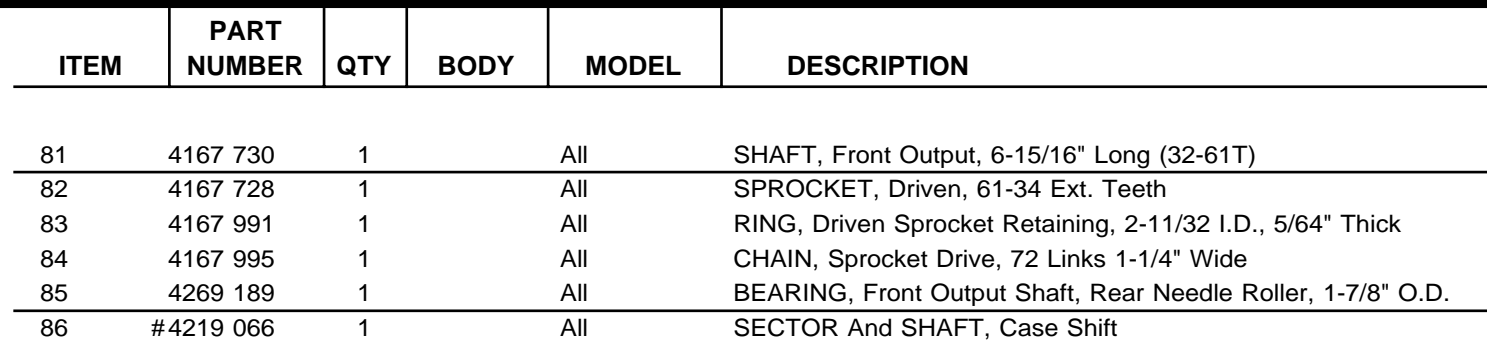 PART
ITEM NUMBER QTY BODY MODEL DESCRIPTION
81 4167 730 1 All SHAFT, Front Output, 6-15/16" Long (32-61T)
82 4167 728 1 All SPROCKET, Driven, 61-34 Ext. Teeth
83 4167 991 1 All RING, Driven Sprocket Retaining, 2-11/32 I.D., 5/64" Thick
84 4167 995 1 All CHAIN, Sprocket Drive, 72 Links 1-1/4" Wide
85 4269 189 1 All BEARING, Front Output Shaft, Rear Needle Roller, 1-7/8" O.D.
86 #4219 066 1 All SECTOR And SHAFT, Case Shift